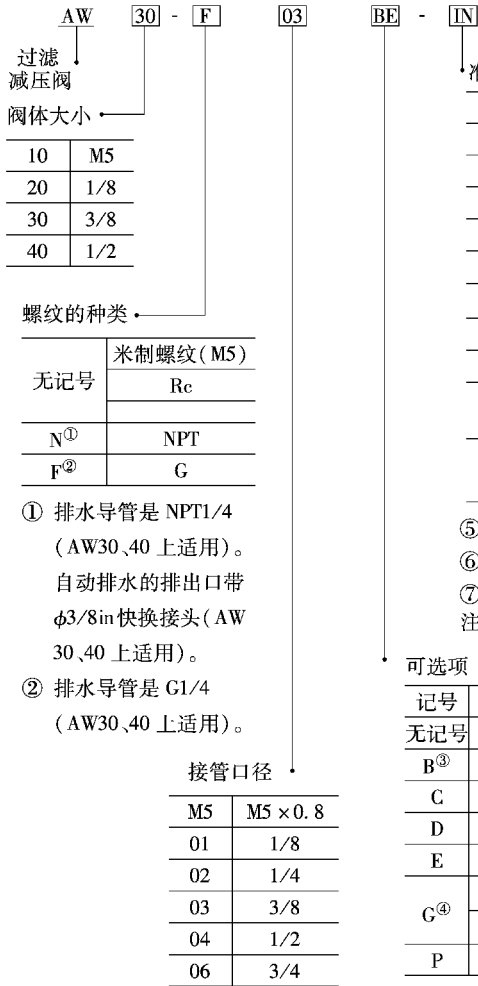 AW 30 - F 03 BE - IN
过滤
减压阀
阀体大小
10 M5
20 1/8
30 3/8
40 1/2
螺纹的种类
无记号 米制螺纹(M5)
Rc
N① NPT
F② G
① 排水导管是 NPT1/4
(AW30、40 上适用)。
自动排水的排出口带
ϕ3/8in快换接头(AW
30、40 上适用)。
② 排水导管是 G1/4
(AW30、40 上适用)。
接管口径
M5 M5×0.8
01 1/8
02 1/4
03 3/8
04 1/2
06 3/4
⑤
⑥
⑦
注
可选项
记号
无记号
B③
C
D
E
G④
P